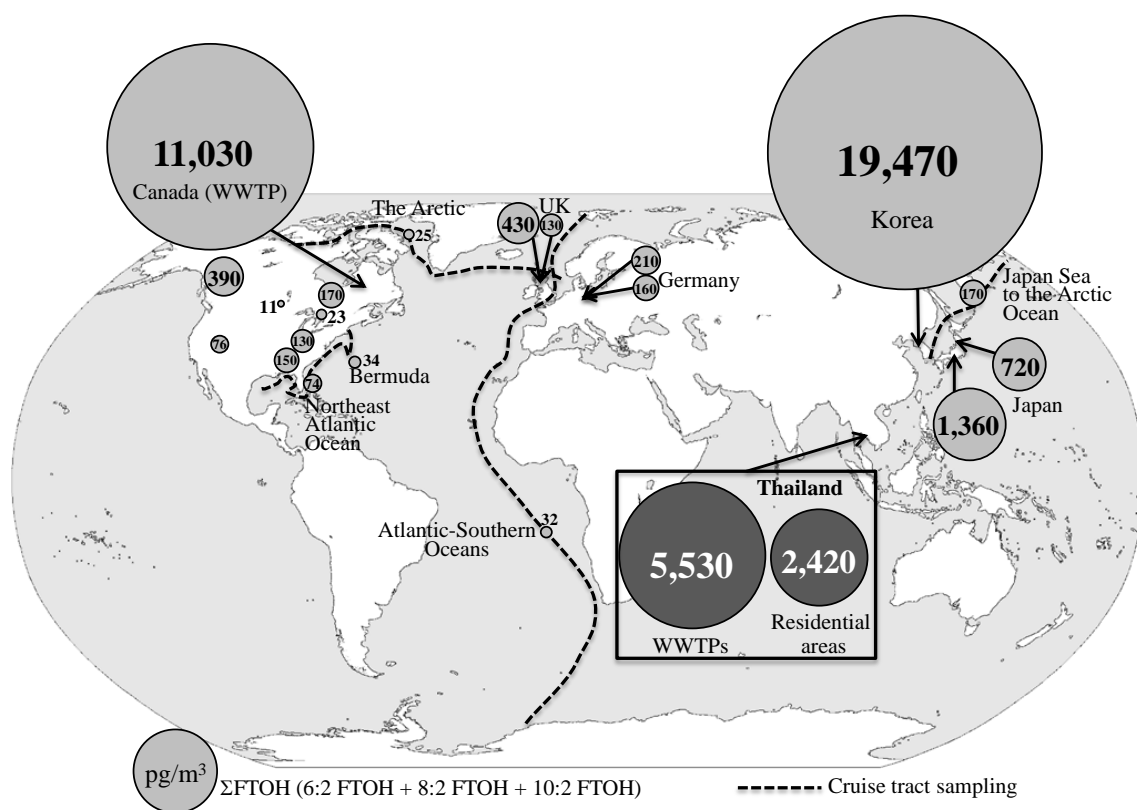 11,030
Canada (WWTP)
19,470
Korea
The Arctic
25
430
UK
130
210
160
Germany
390
170
11
23
76
130
150
74
34
Bermuda
Northeast
Atlantic
Ocean
170
Japan Sea
to the Arctic
Ocean
720
Japan
1,360
Thailand
5,530
2,420
WWTPs
Residential
areas
32
Atlantic-Southern
Oceans
pg/m³
ΣFTOH (6:2 FTOH + 8:2 FTOH + 10:2 FTOH)
Cruise tract sampling